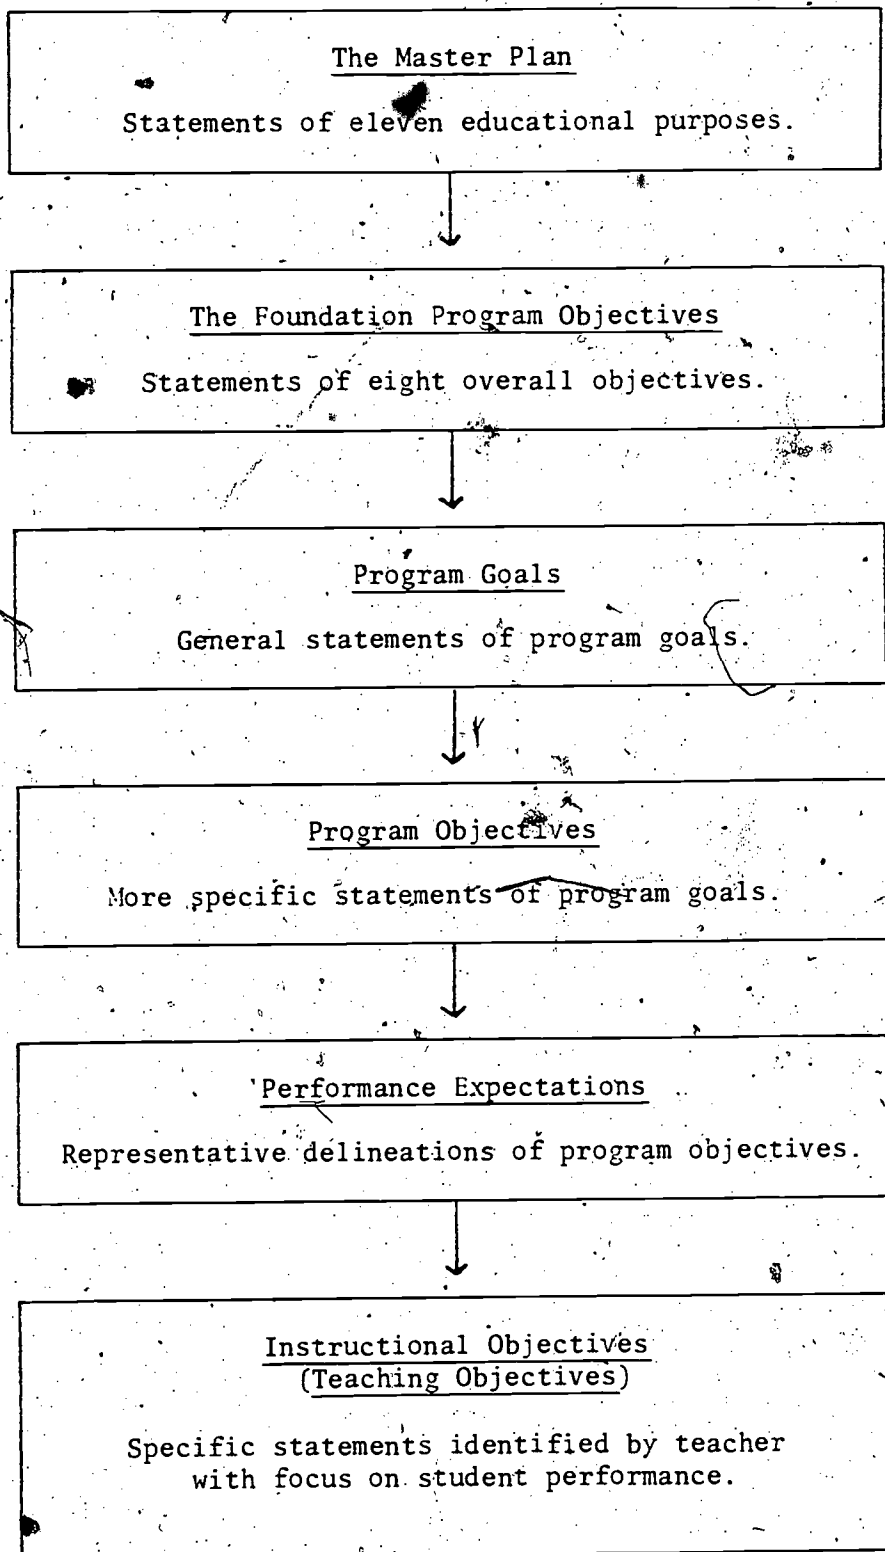 The Master Plan
Statements of eleven educational purposes.
The Foundation Program Objectives
Statements of eight overall objectives.
Program Goals
General statements of program goals.
Program Objectives
More specific statements of program goals.
Performance Expectations
Representative delineations of program objectives.
Instructional Objectives
(Teaching Objectives)
Specific statements identified by teacher
with focus on student performance.